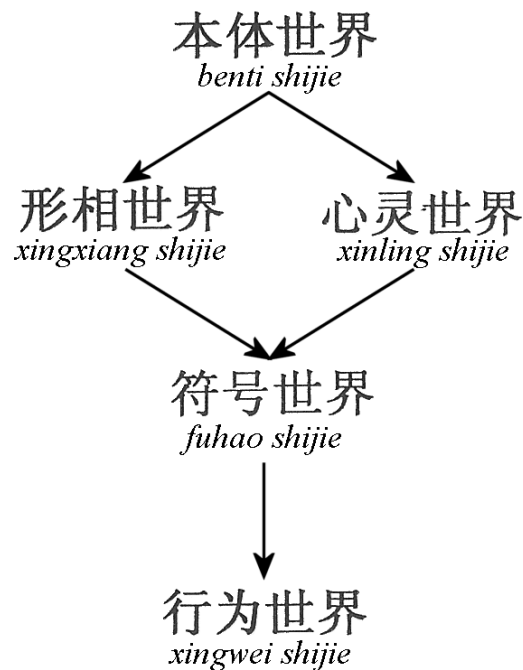 本体世界
benti shijie
形相世界
xingxiang shijie
心灵世界
xinling shijie
符号世界
fuhao shijie
行为世界
xingwei shijie